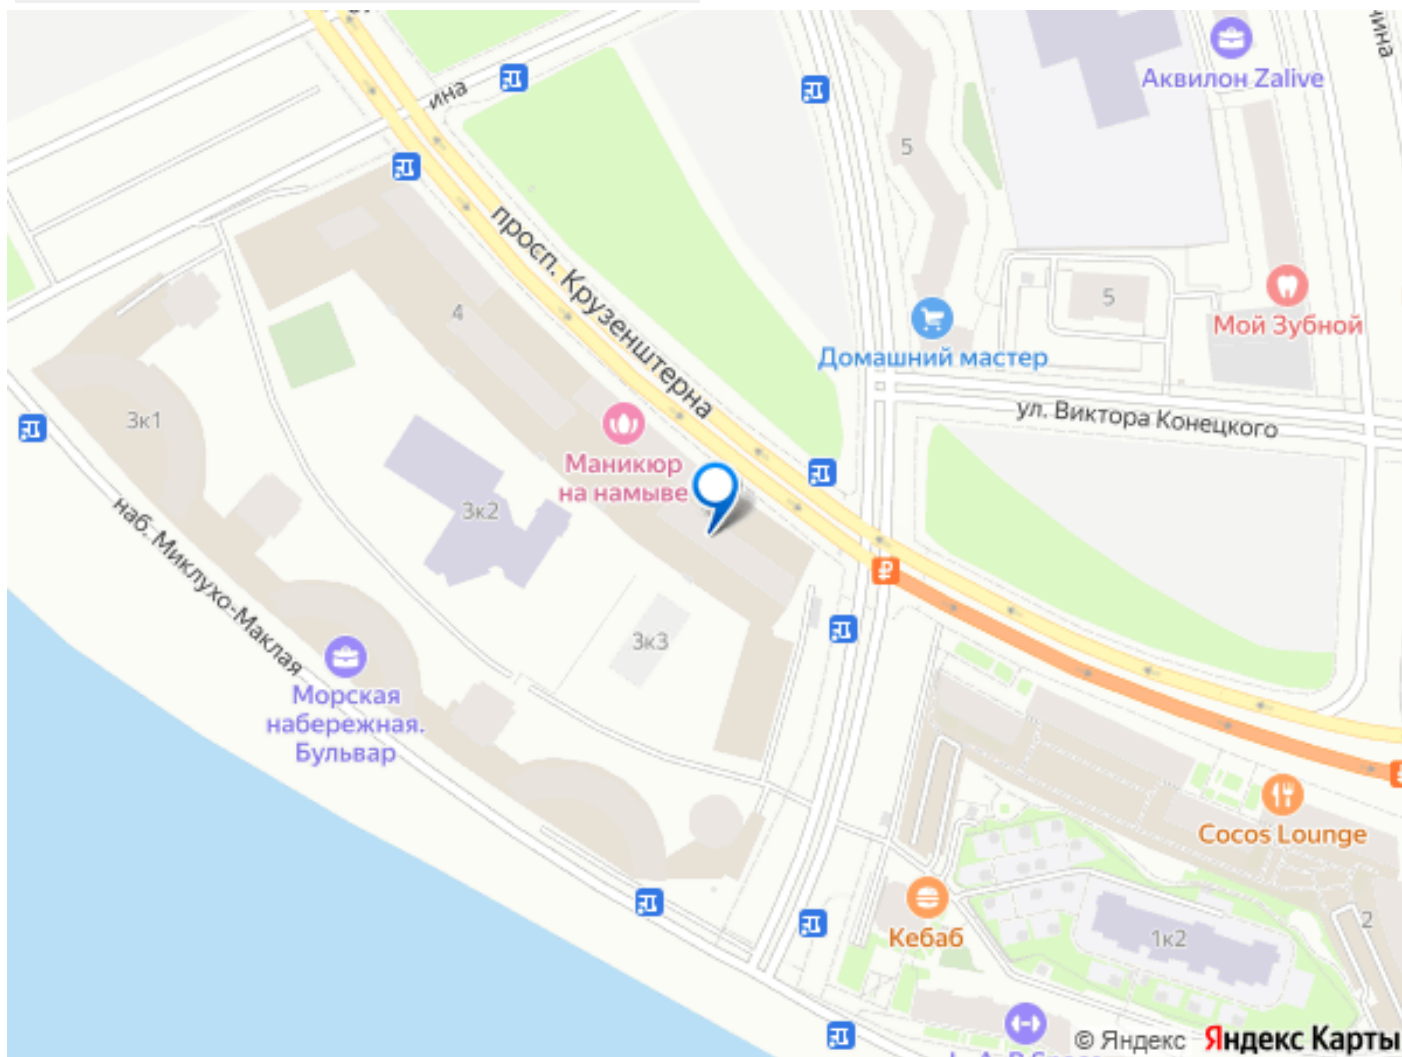 ина
чина
Аквилон Zalive
5
просп. Крузенштерна
5
Мой Зубной
4
Домашний мастер
ул. Виктора Конецкого
3к1
Маникюр
на намыве
3к2
наб. Миклухо-Маклая
3к3
Морская
набережная.
Бульвар
Cocos Lounge
Кебаб
1к2
2
© Яндекс Яндекс Карты